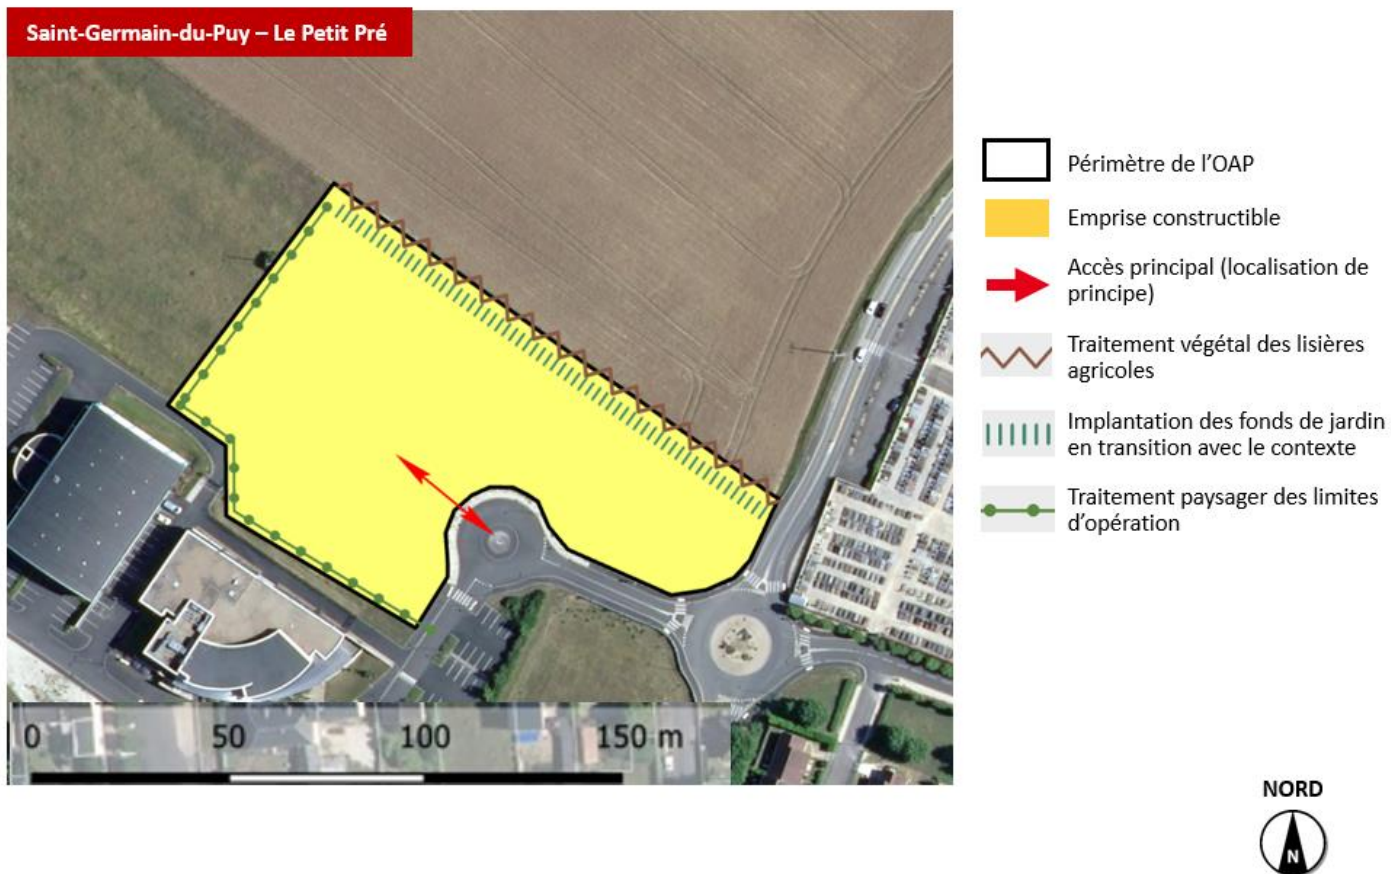 Saint-Germain-du-Puy – Le Petit Pré
Périmètre de l'OAP
Emprise constructible
Accès principal (localisation de
principe)
Traitement végétal des lisières
agricoles
Implantation des fonds de jardin
en transition avec le contexte
Traitement paysager des limites
d'opération
0 50 100 150 m
NORD
N